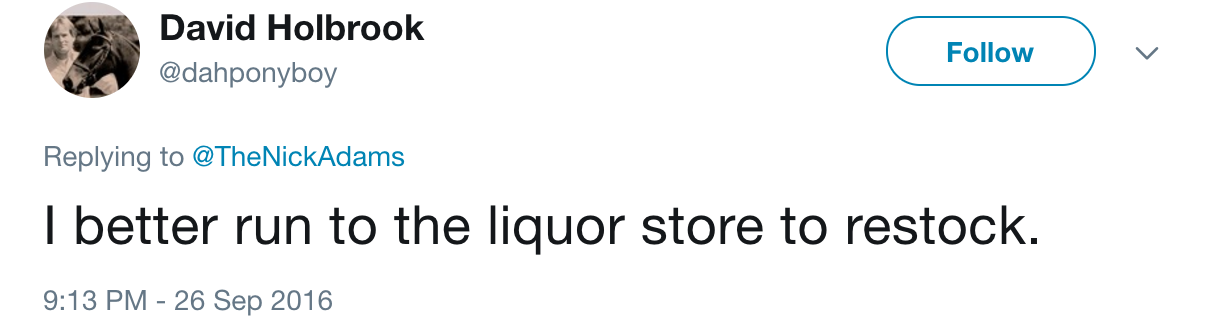 David Holbrook
@dahponyboy
Follow
Replying to @TheNickAdams
I better run to the liquor store to restock.
9:13 PM - 26 Sep 2016